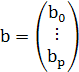 b = (b₀
⋮
bₚ)